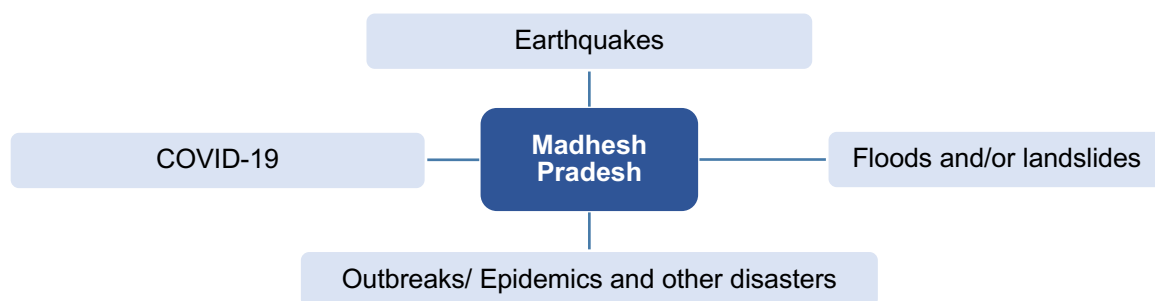 Earthquakes
COVID-19
Madhesh
Pradesh
Floods and/or landslides
Outbreaks/ Epidemics and other disasters